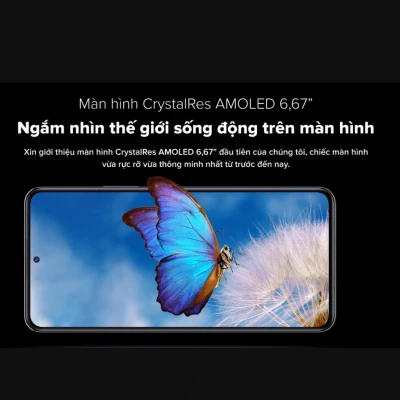 Màn hình CrystalRes AMOLED 6,67”
Ngắm nhìn thế giới sống động trên màn hình
Xin giới thiệu màn hình CrystalRes AMOLED 6,67” đầu tiên của chúng tôi, chiếc màn hình
vừa rực rỡ vừa thông minh nhất từ trước đến nay.